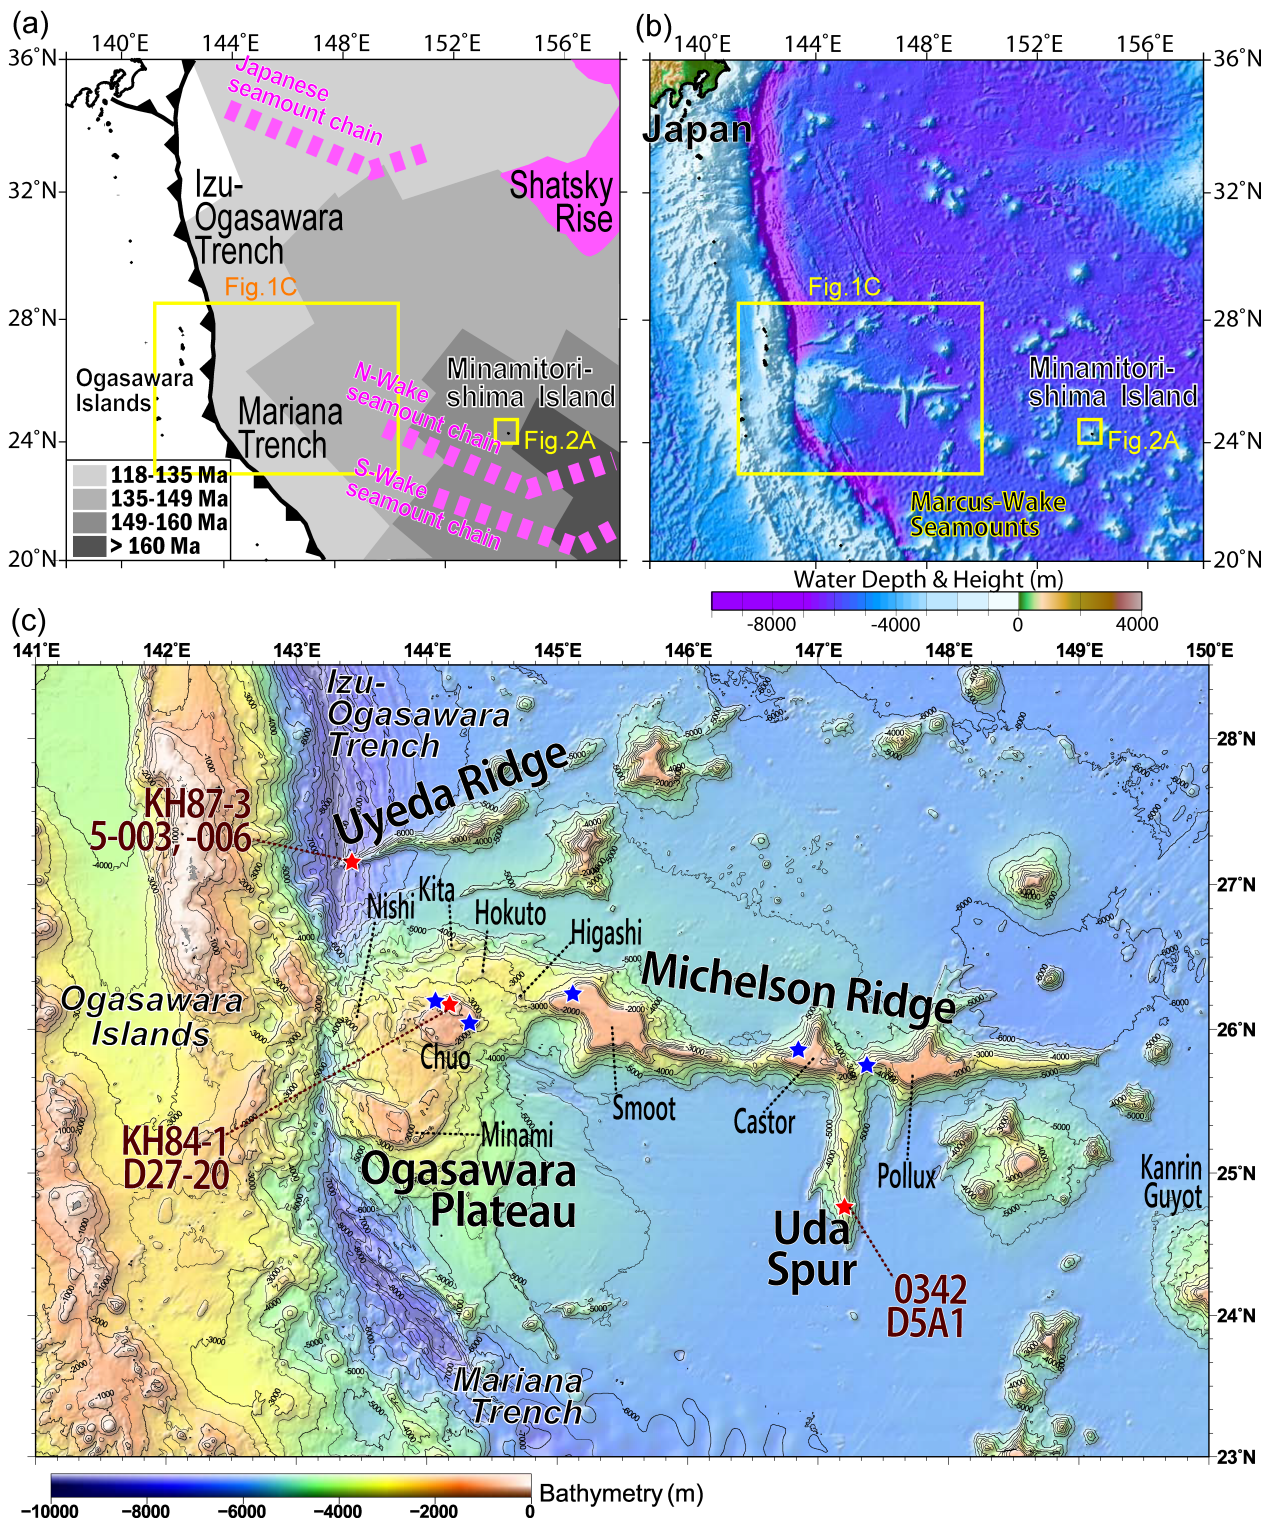 (a)
140°E
144°E
148°E
152°E
156°E
36°N
32°N
28°N
24°N
20°N
Japanese
seamount chain
Izu-
Ogasawara
Trench
Shatsky
Rise
Fig.1C
Ogasawara
Islands
Mariana
Trench
N-Wake
seamount chain
S-Wake
seamount chain
Minamitori-
shima Island
Fig.2A
118-135 Ma
135-149 Ma
149-160 Ma
> 160 Ma
(b)
140°E
144°E
148°E
152°E
156°E
36°N
32°N
28°N
24°N
20°N
Japan
Fig.1C
Minamitori-
shima Island
Fig.2A
Marcus-Wake
Seamounts
Water Depth & Height (m)
-8000
-4000
0
4000
(c)
141°E
142°E
143°E
144°E
145°E
146°E
147°E
148°E
149°E
150°E
28°N
27°N
26°N
25°N
24°N
23°N
Izu-
Ogasawara
Trench
Uyeda Ridge
KH87-3
5-003, -006
Nishi
Kita
Hokuto
Higashi
Michelson Ridge
Ogasawara
Islands
Chuo
Smoot
Castor
Pollux
Minami
KH84-1
D27-20
Ogasawara
Plateau
Uda
Spur
Kanrin
Guyot
0342
D5A1
Mariana
Trench
−10000
−8000
−6000
−4000
−2000
0
Bathymetry (m)